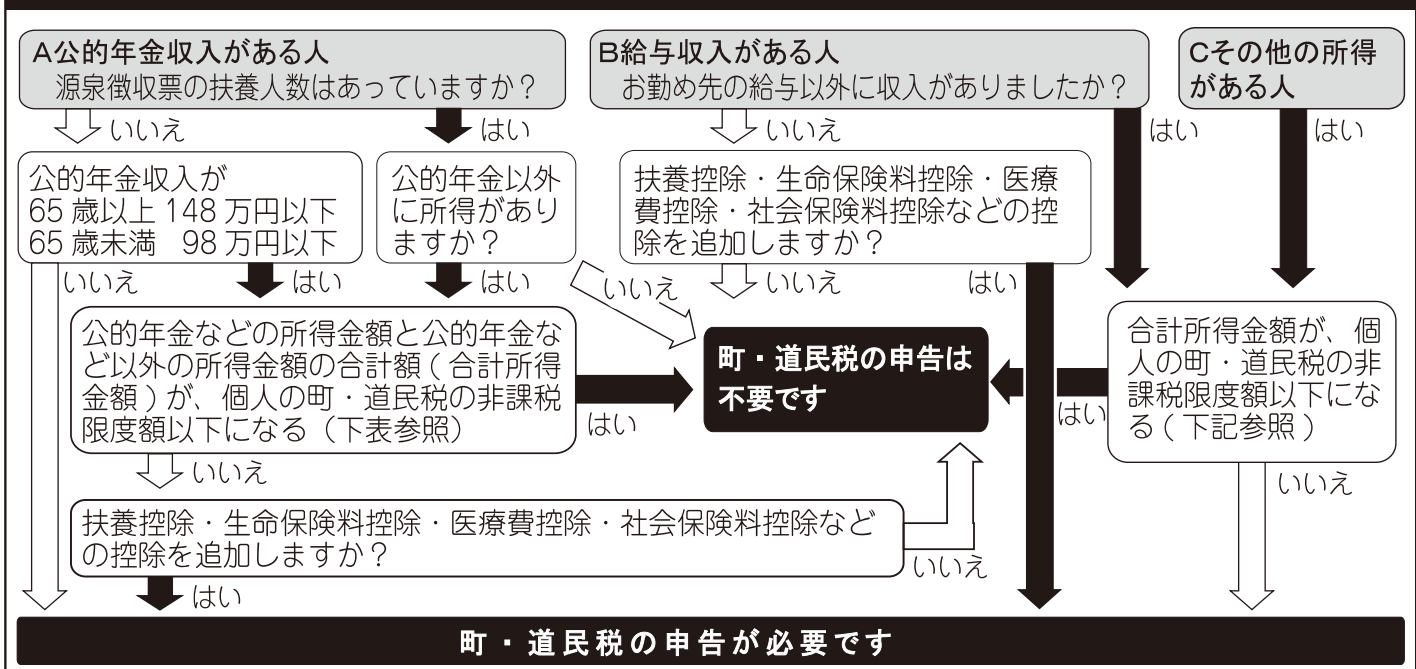 A公的年金収入がある人
源泉徴収票の扶養人数はあっていますか？
B給与収入がある人
お勤め先の給与以外に収入がありましたか？
Cその他の所得
がある人
いいえ
はい
いいえ
はい
はい
公的年金収入が
65 歳以上 148 万円以下
65 歳未満 98 万円以下
公的年金以外
に所得があり
ますか？
扶養控除・生命保険料控除・医療
費控除・社会保険料控除などの控
除を追加しますか？
いいえ
はい
はい
いいえ
いいえ
はい
公的年金などの所得金額と公的年金な
ど以外の所得金額の合計額（合計所得
金額）が、個人の町・道民税の非課税
限度額以下になる（下表参照）
はい
町・道民税の申告は
不要です
はい
合計所得金額が、個
人の町・道民税の非
課税限度額以下にな
る（下記参照）
いいえ
いいえ
扶養控除・生命保険料控除・医療費控除・社会保険料控除など
の控除を追加しますか？
いいえ
はい
町・道民税の申告が必要です